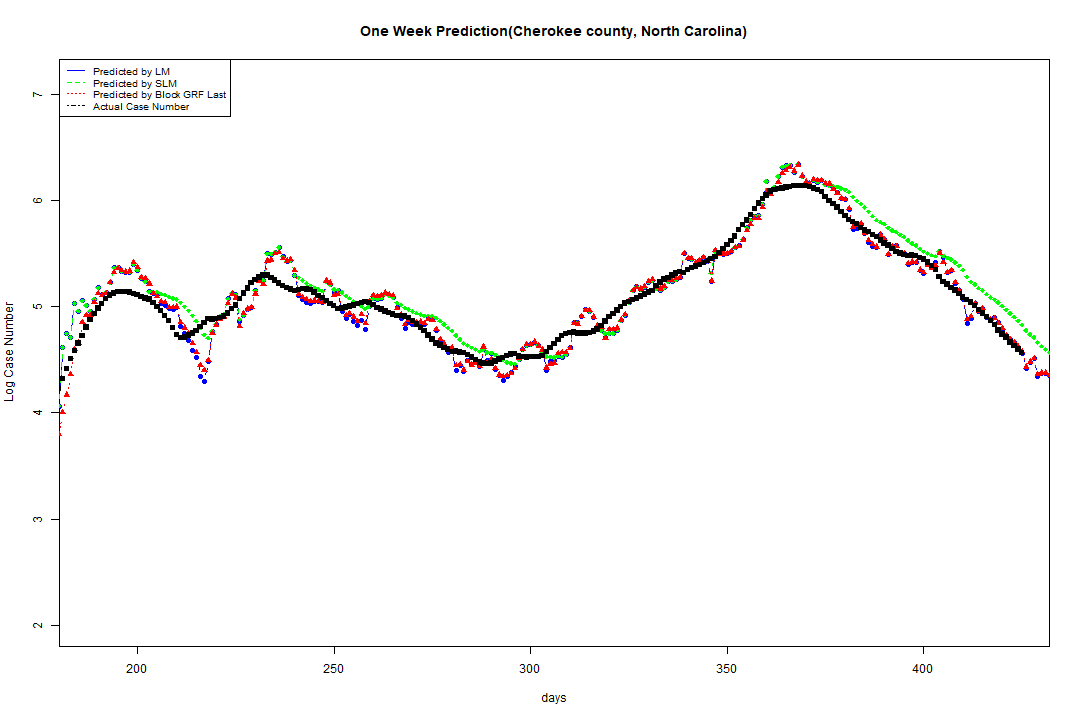 One Week Prediction(Cherokee county, North Carolina)
Predicted by LM
Predicted by SLM
Predicted by Block GRF Last
Actual Case Number
7
6
5
4
3
2
Log Case Number
200 250 300 350 400
days